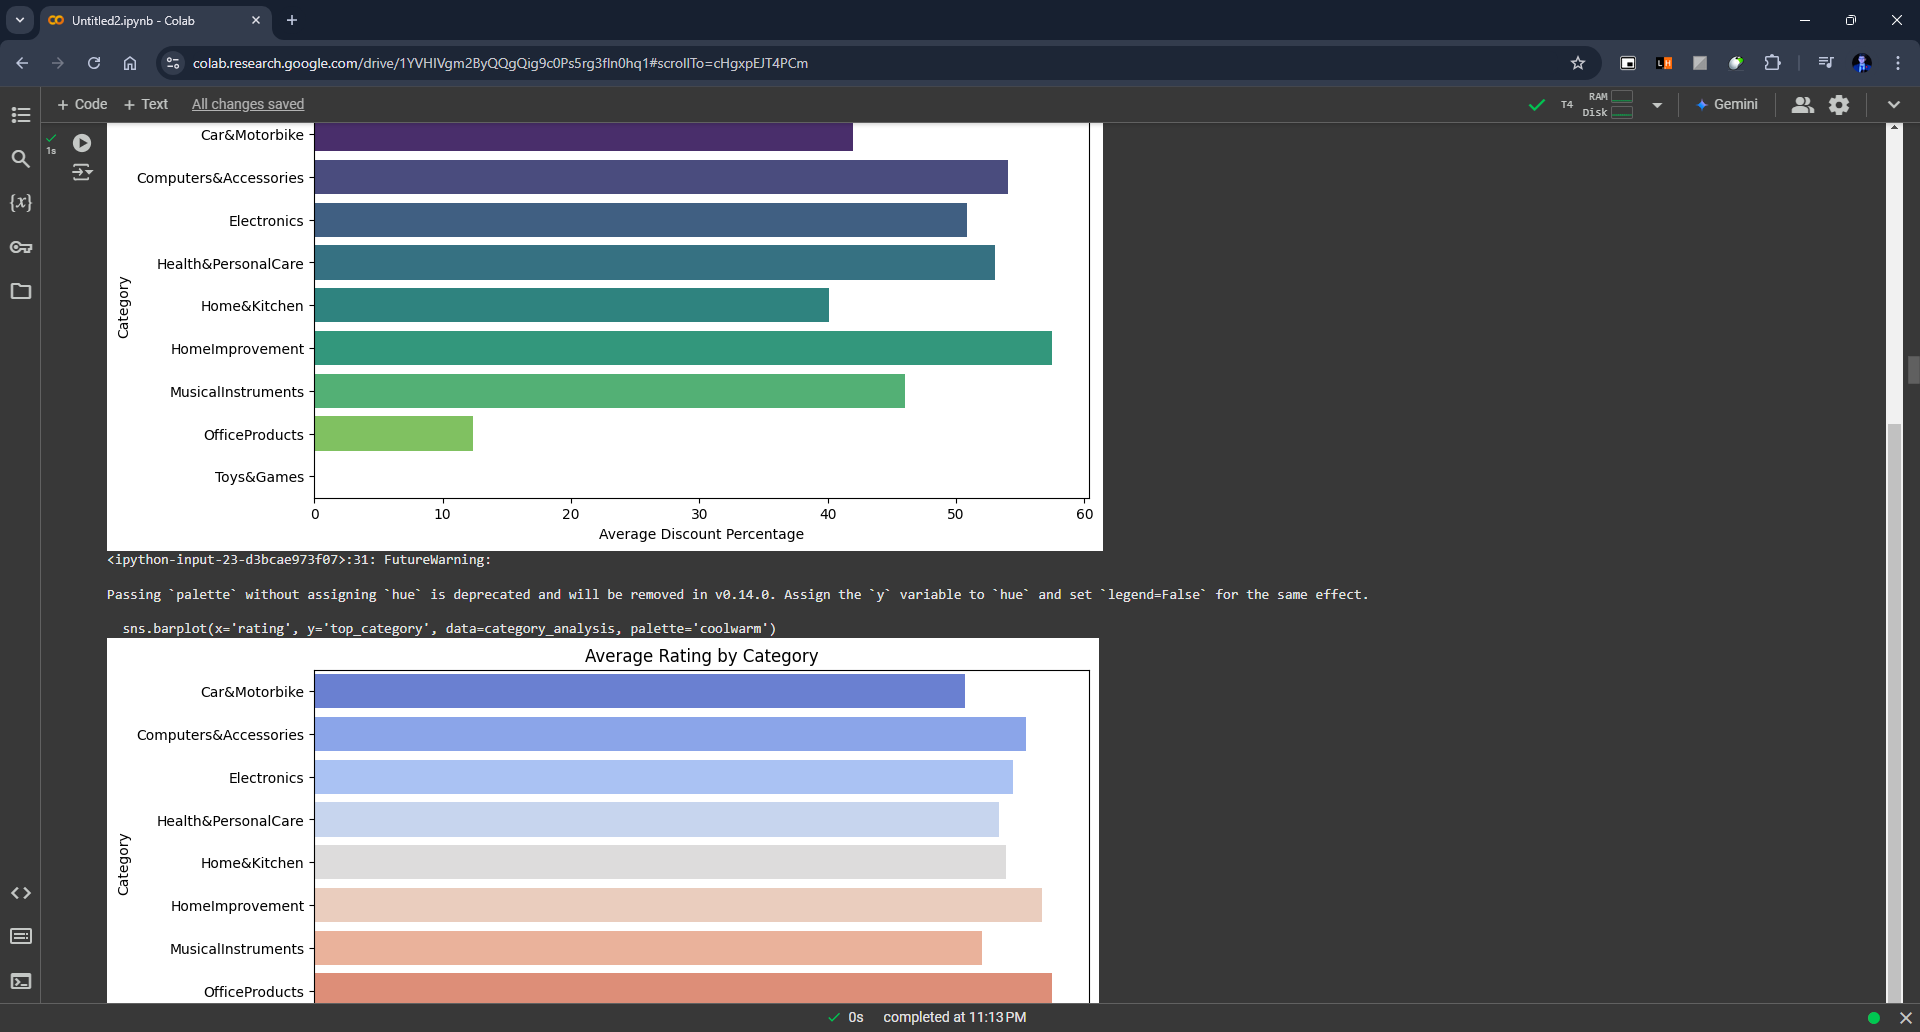 Untitled2.ipynb - Colab
colab.research.google.com/drive/1YVHIVgm2ByQQgQig9c0Ps5rg3fIn0hq1#scrollTo=cHgxpEJT4PCm
+ Code + Text All changes saved
T4 RAM Disk Gemini
1s
Car&Motorbike
Computers&Accessories
Electronics
Health&PersonalCare
Home&Kitchen
HomeImprovement
MusicalInstruments
OfficeProducts
Toys&Games
Category
0 10 20 30 40 50 60
Average Discount Percentage
<ipython-input-23-d3bcae973f07>:31: FutureWarning:
Passing `palette` without assigning `hue` is deprecated and will be removed in v0.14.0. Assign the `y` variable to `hue` and set `legend=False` for the same effect.
sns.barplot(x='rating', y='top_category', data=category_analysis, palette='coolwarm')
Average Rating by Category
Car&Motorbike
Computers&Accessories
Electronics
Health&PersonalCare
Home&Kitchen
HomeImprovement
MusicalInstruments
OfficeProducts
Category
0s completed at 11:13 PM